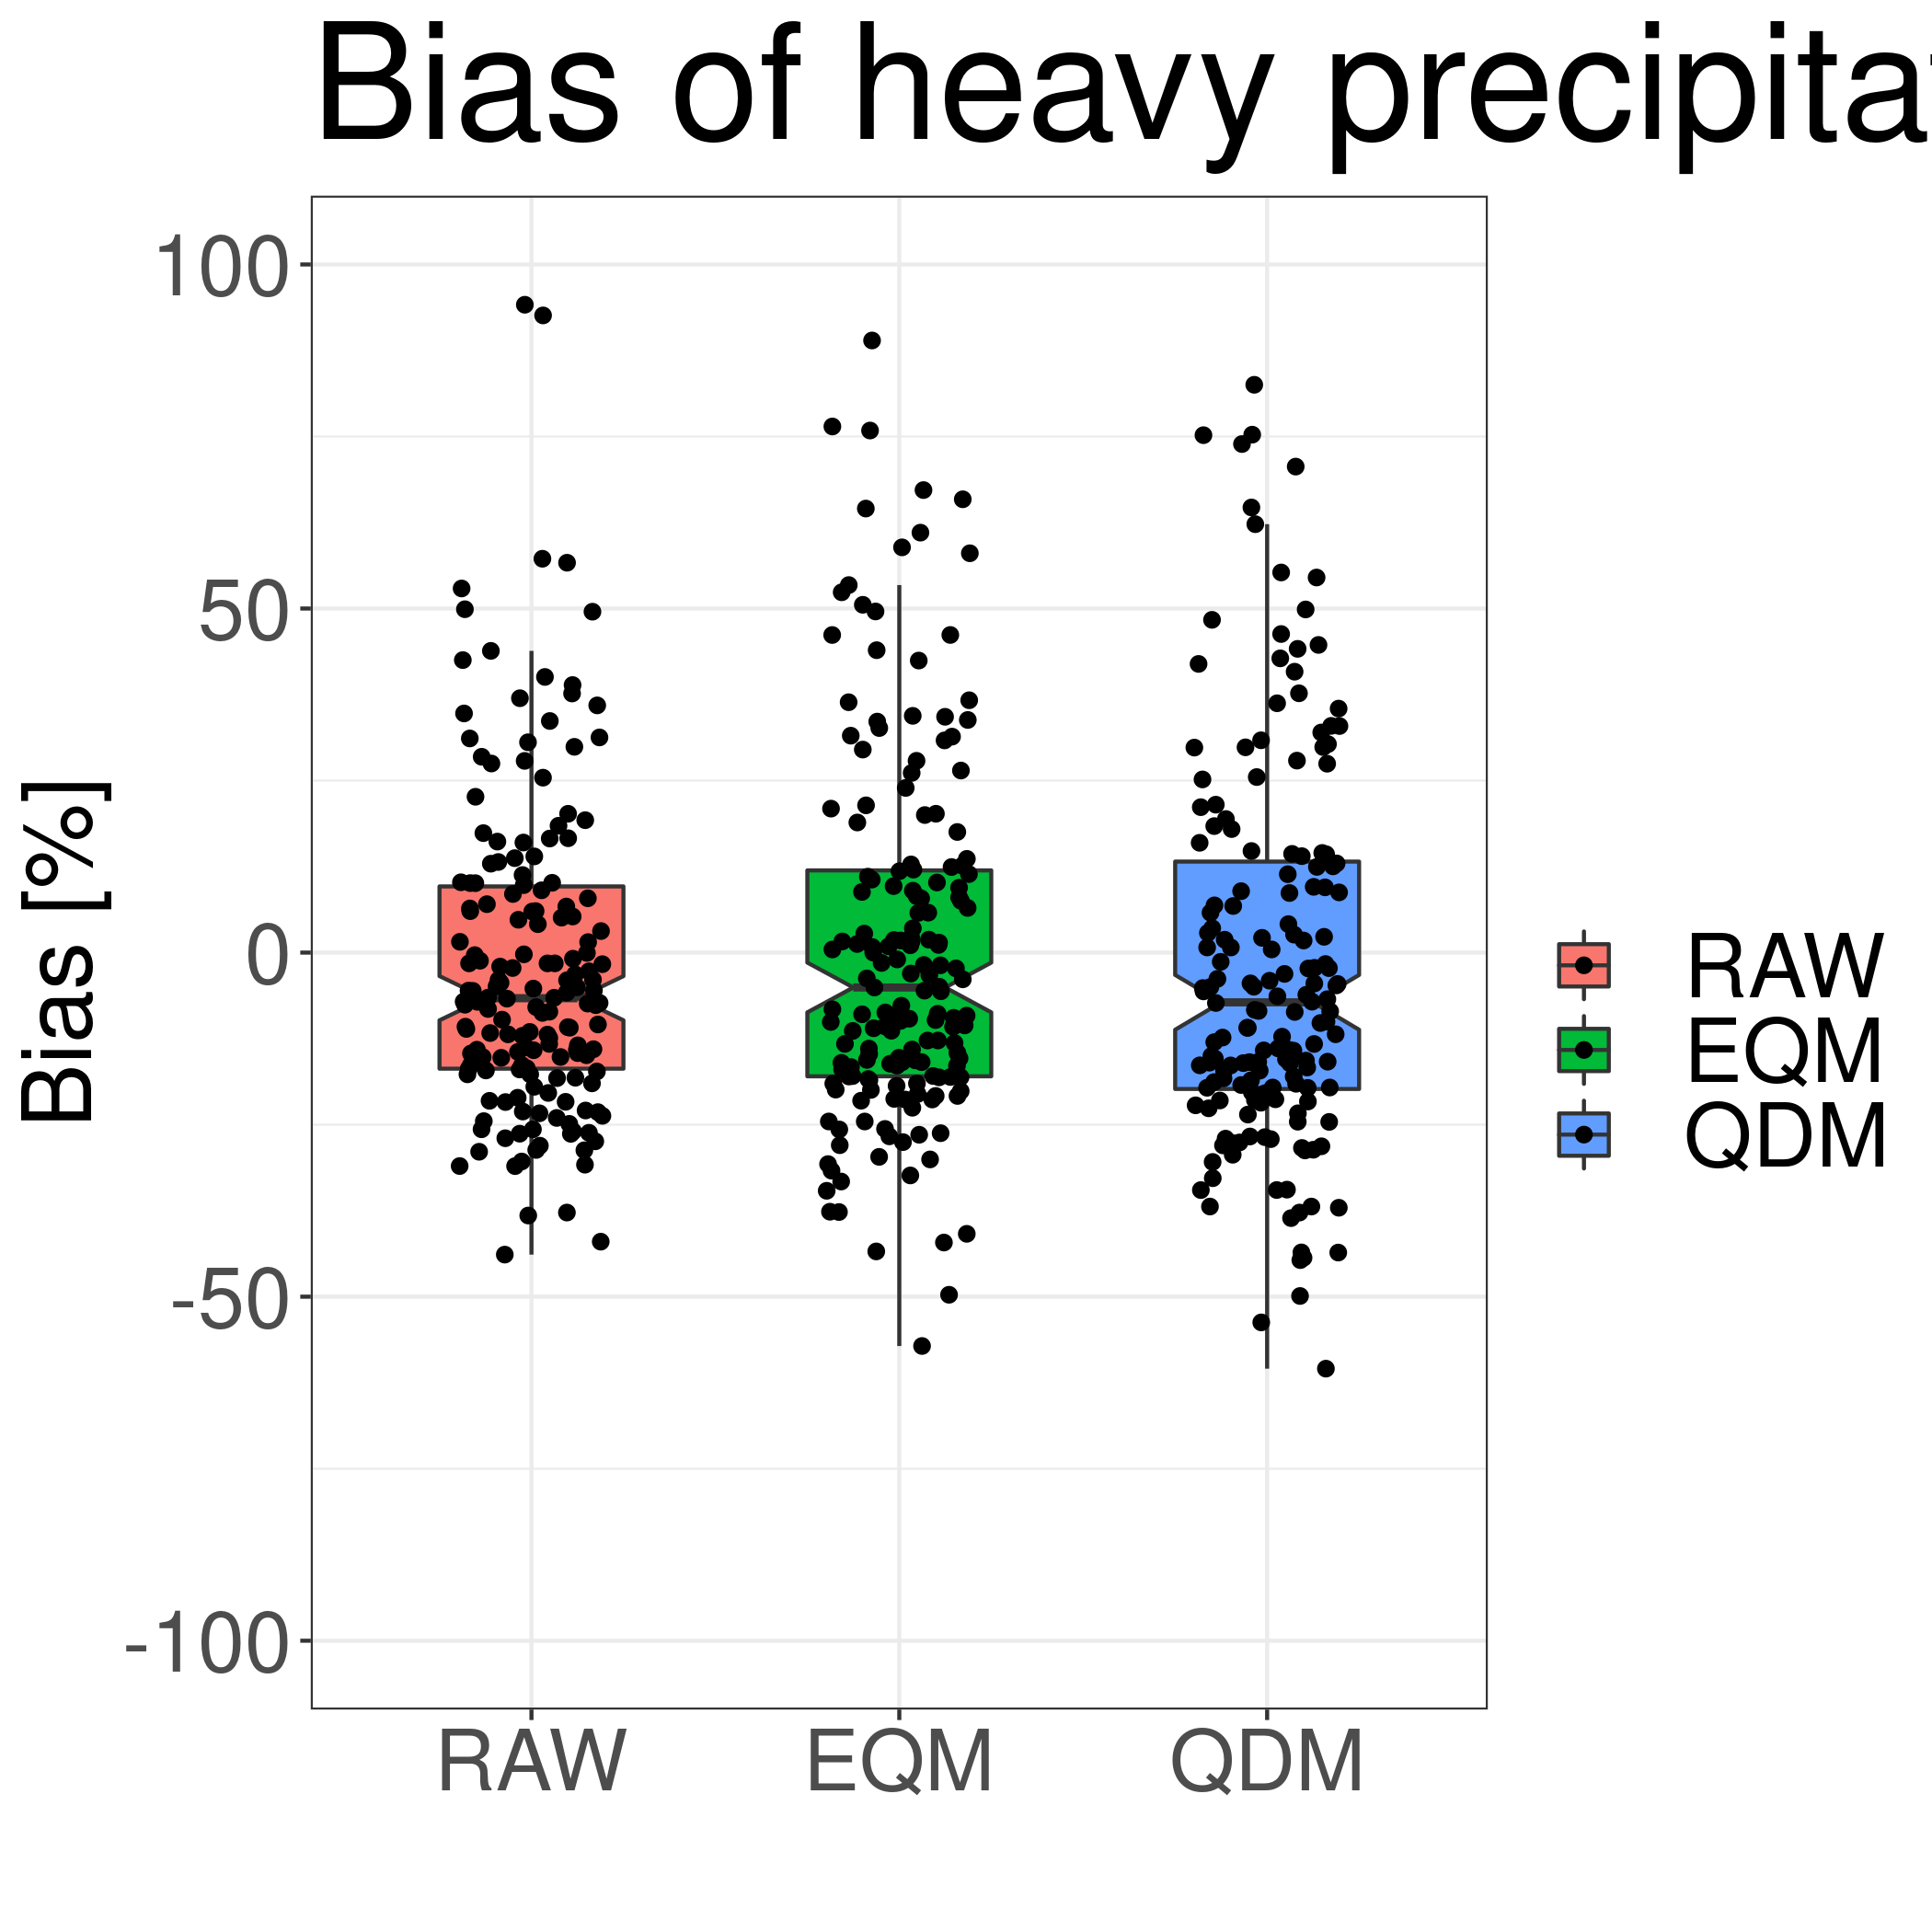 Bias of heavy precipita
Bias [%]
100
50
0
-50
-100
RAW
EQM
QDM
RAW
EQM
QDM